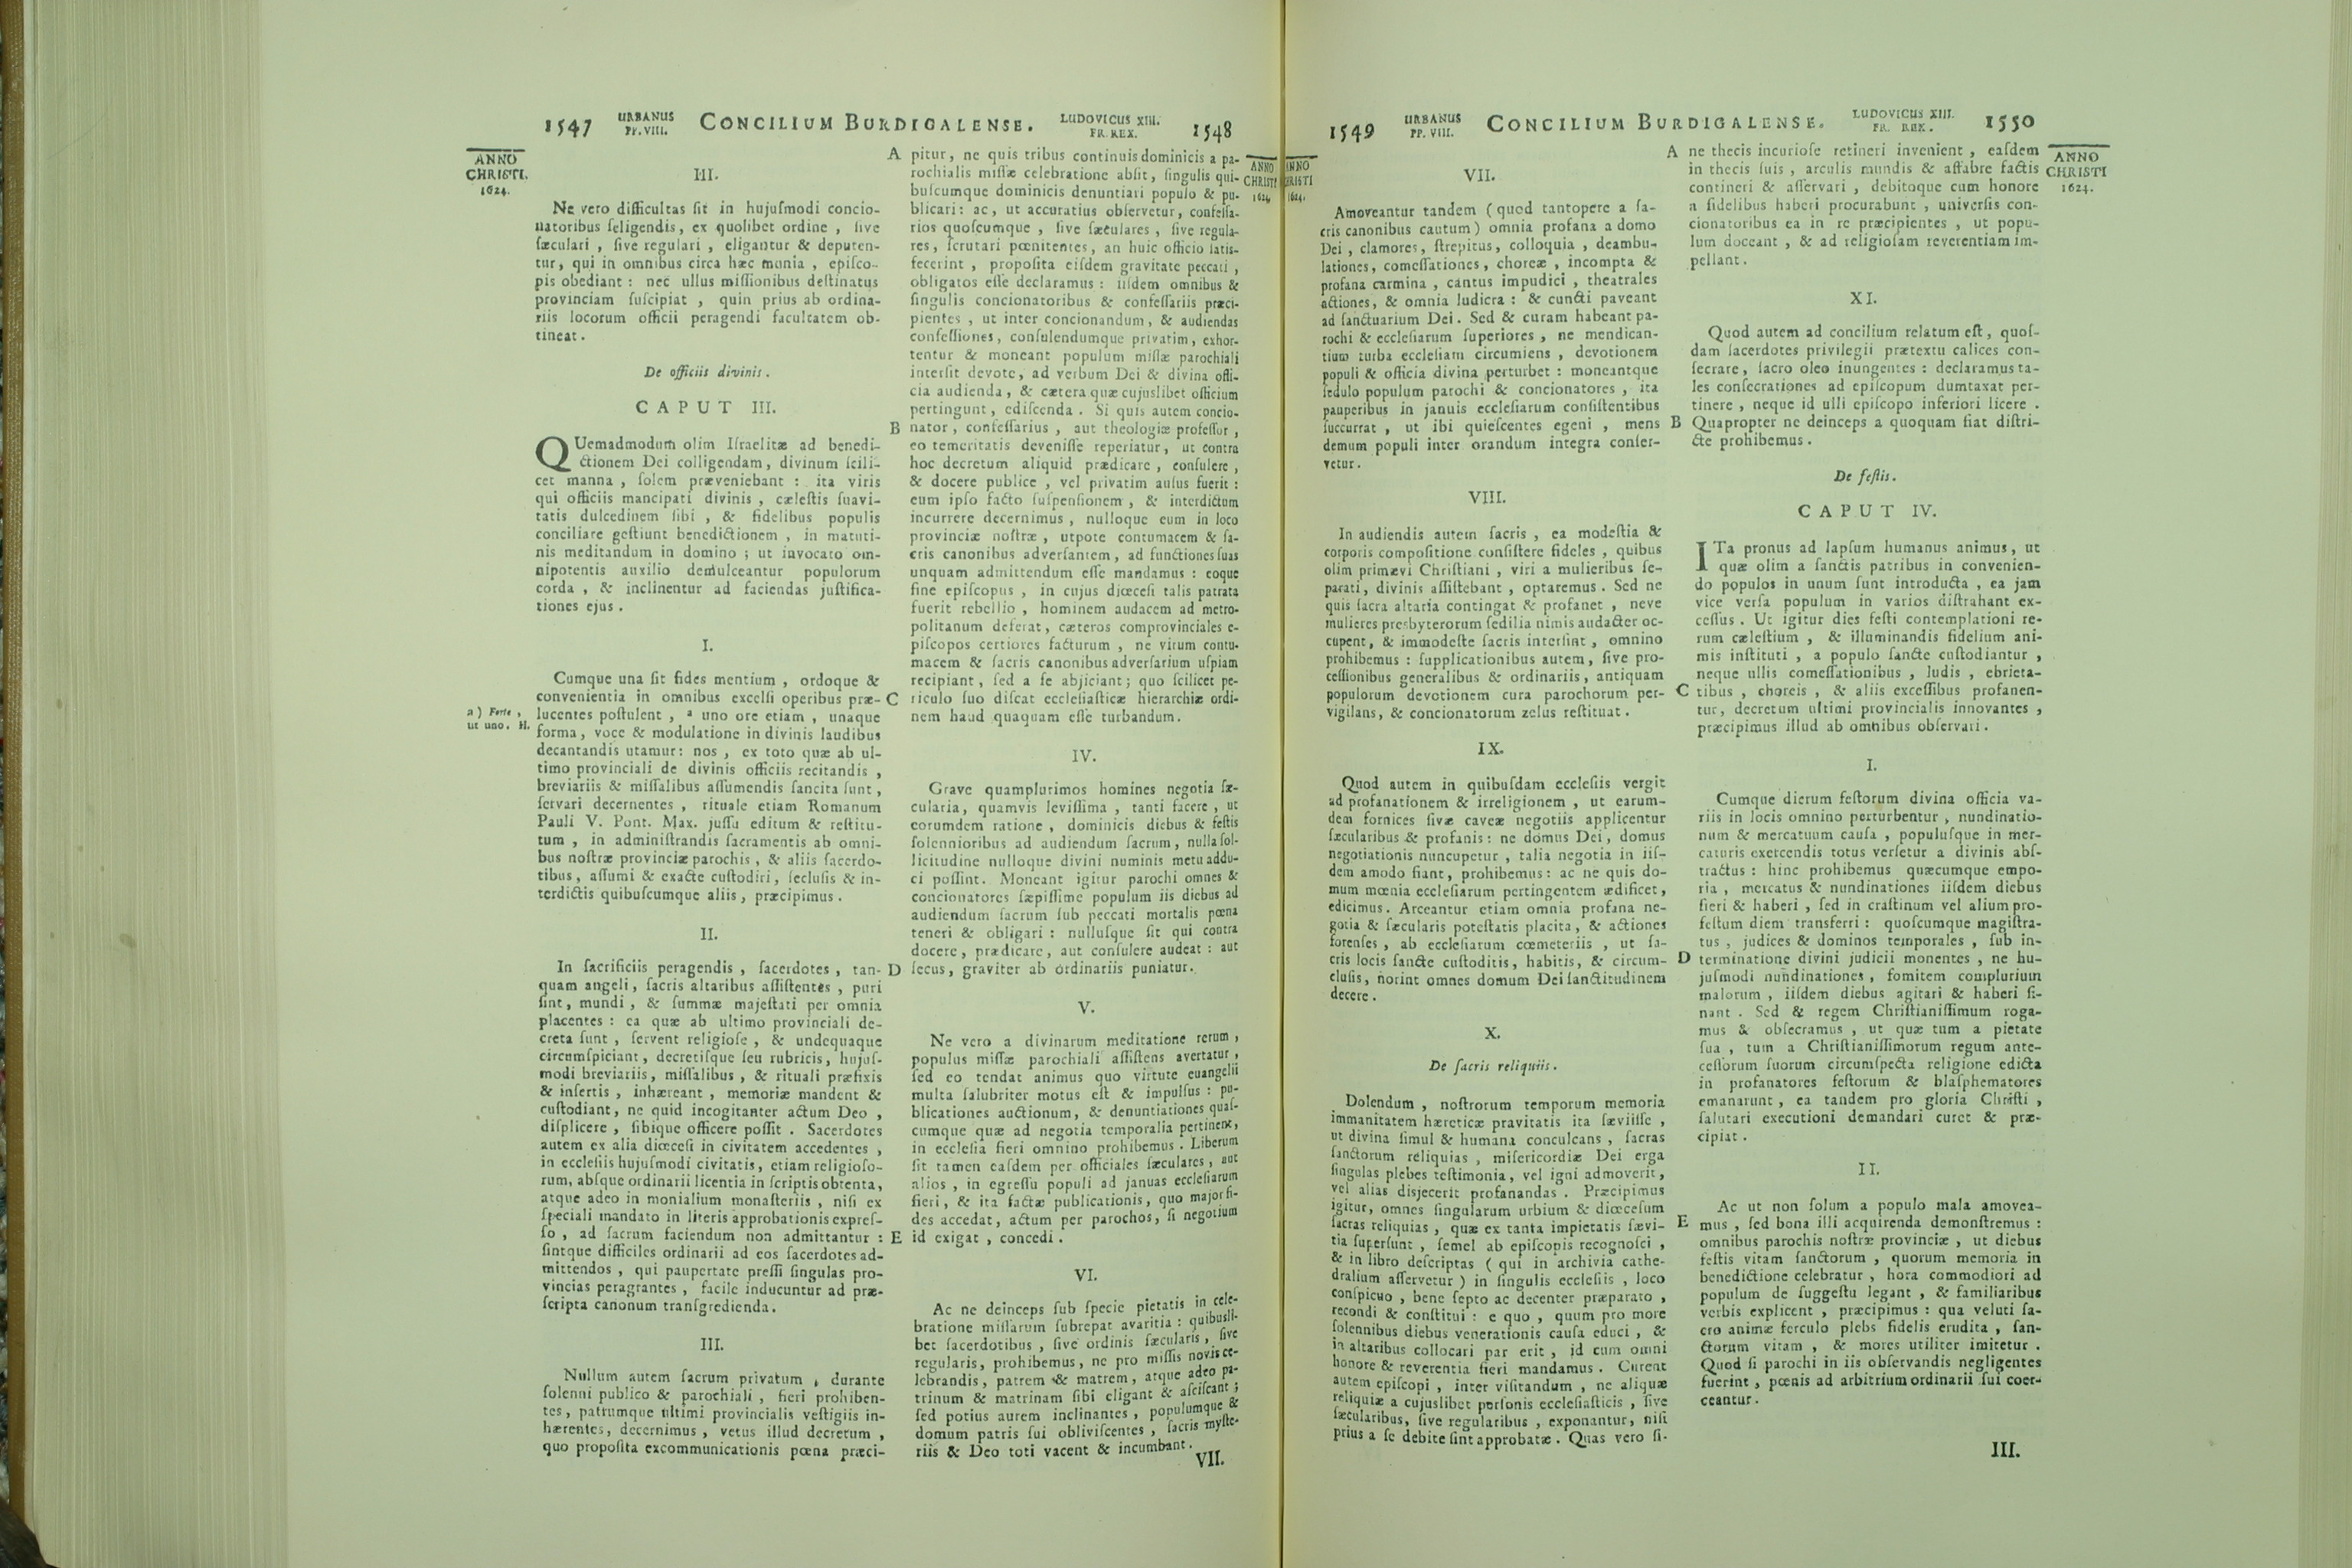 1547 URBANUS PP. VIII. CONCILIUM BURDIGALENSE. LUDOVICUS XIII. FR. REX. 1548
ANNO
CHRISTI.
1624.
III.
Ne vero difficultas ſit in hujuſmodi concio-
natoribus ſeligendis, ex quolibet ordine, ſive
ſæculari, ſive regulari, eligantur & deputen-
tur, qui in omnibus circa hæc munia, epiſco-
pis obediant: nec ullus miſſionibus deſtinatus
provinciam ſuſcipiat, quin prius ab ordina-
riis locorum officii peragendi facultatem ob-
tineat.
De officiis divinis.
CAPUT III.
QUemadmodum olim Iſraelitæ ad benedi-
ctionem Dei colligendam, divinum ſcili-
cet manna, ſolem præveniebant: ita viris
qui officiis mancipati divinis, cæleſtis ſuavi-
tatis dulcedinem ſibi, & fidelibus populis
conciliare geſtiunt benedictionem, in matuti-
nis meditandum in domino; ut invocato om-
nipotentis auxilio demulceantur populorum
corda, & inclinentur ad faciendas juſtifica-
tiones ejus.
I.
Cumque una ſit fides mentium, ordoque &
convenientia in omnibus excelſi operibus præ-
lucentes poſtulent, ª uno ore etiam, unaque
forma, voce & modulatione in divinis laudibus
decantandis utamur: nos, ex toto quæ ab ul-
timo provinciali de divinis officiis recitandis,
breviariis & miſſalibus aſſumendis ſancita ſunt,
ſervari decernentes, rituale etiam Romanum
Pauli V. Pont. Max. juſſu editum & reſtitu-
tum, in adminiſtrandis ſacramentis ab omni-
bus noſtræ provinciæ parochis, & aliis ſacerdo-
tibus, aſſumi & exacte cuſtodiri, ſecluſis & in-
terdictis quibuſcumque aliis, præcipimus.
a) Forte,
ut uno. H.
II.
In ſacrificiis peragendis, ſacerdotes, tan-
quam angeli, ſacris altaribus aſſiſtentes, puri
ſint, mundi, & ſummæ majeſtati per omnia
placentes: ea quæ ab ultimo provinciali de-
creta ſunt, ſervent religioſe, & undequaque
circumſpiciant, decretiſque ſeu rubricis, hujuſ-
modi breviariis, miſſalibus, & rituali præfixis
& inſertis, inhæreant, memoriæ mandent &
cuſtodiant, ne quid incogitanter actum Deo,
diſplicere, ſibique officere poſſit. Sacerdotes
autem ex alia diœceſi in civitatem accedentes,
in eccleſiis hujuſmodi civitatis, etiam religioſo-
rum, abſque ordinarii licentia in ſcriptis obtenta,
atque adeo in monialium monaſteriis, niſi ex
ſpeciali mandato in literis approbationis expreſ-
ſo, ad ſacrum faciendum non admittantur:
ſintque difficiles ordinarii ad eos ſacerdotes ad-
mittendos, qui paupertate preſſi ſingulas pro-
vincias peragrantes, facile inducuntur ad præ-
ſcripta canonum tranſgredienda.
III.
Nullum autem ſacrum privatum, durante
ſolenni publico & parochiali, fieri prohiben-
tes, patrumque ultimi provincialis veſtigiis in-
hærentes, decernimus, vetus illud decretum,
quo propoſita excommunicationis pœna præci-
A pitur, ne quis tribus continuis dominicis a pa-
rochialis miſſæ celebratione abſit, ſingulis qui-
buſcumque dominicis denuntiari populo & pu-
blicari: ac, ut accuratius obſervetur, confeſſa-
rios quoſcumque, ſive ſæculares, ſive regula-
res, ſcrutari pœnitentes, an huic officio ſatis-
fecerint, propoſita eiſdem gravitate peccati,
obligatos eſſe declaramus: iiſdem omnibus &
ſingulis concionatoribus & confeſſariis præci-
pientes, ut inter concionandum, & audiendas
confeſſiones, conſulendumque privatim, exhor-
tentur & moneant populum miſſæ parochiali
interſit devote, ad verbum Dei & divina offi-
cia audienda, & cætera quæ cujuslibet officium
pertingunt, ediſcenda. Si quis autem concio-
B nator, confeſſarius, aut theologiæ profeſſor,
eo temeritatis deveniſſe reperiatur, ut contra
hoc decretum aliquid prædicare, conſulere,
& docere publice, vel privatim auſus fuerit:
eum ipſo facto ſuſpenſionem, & interdictum
incurrere decernimus, nulloque eum in loco
provinciæ noſtræ, utpote contumacem & ſa-
cris canonibus adverſantem, ad functiones ſuas
unquam admittendum eſſe mandamus: eoque
ſine epiſcopus, in cujus diœceſi talis patrata
fuerit rebellio, hominem audacem ad metro-
politanum deferat, cæteros comprovinciales e-
piſcopos certiores facturum, ne virum contu-
macem & ſacris canonibus adverſarium uſpiam
recipiant, ſed a ſe abjiciant; quo ſcilicet pe-
C riculo ſuo diſcat eccleſiaſticæ hierarchiæ ordi-
nem haud quaquam eſſe turbandum.
IV.
Grave quamplurimos homines negotia ſæ-
cularia, quamvis leviſſima, tanti facere, ut
eorumdem ratione, dominicis diebus & feſtis
ſolennioribus ad audiendum ſacrum, nulla ſol-
licitudine nulloque divini numinis metu addu-
ci poſſint. Moneant igitur parochi omnes &
concionatores ſæpiſſime populum iis diebus ad
audiendum ſacrum ſub peccati mortalis pœna
teneri & obligari: nulluſque ſit qui contra
docere, prædicare, aut conſulere audeat: aut
D ſecus, graviter ab ordinariis puniatur.
V.
Ne vero a divinarum meditatione rerum,
populus miſſæ parochiali aſſiſtens avertatur,
ſed eo tendat animus quo virtute euangelii
multa ſalubriter motus eſt & impulſus: pu-
blicationes auctionum, & denuntiationes quaſ-
cumque quæ ad negotia temporalia pertinent,
in eccleſia fieri omnino prohibemus. Liberum
ſit tamen eaſdem per officiales ſæculares, aut
alios, in egreſſu populi ad januas eccleſiarum
fieri, & ita factæ publicationis, quo major fi-
des accedat, actum per parochos, ſi negotium
E id exigat, concedi.
VI.
Ac ne deinceps ſub ſpecie pietatis in cele-
bratione miſſarum ſubrepat avaritia: quibusli-
bet ſacerdotibus, ſive ordinis ſæcularis, ſive
regularis, prohibemus, ne pro miſſis novis ce-
lebrandis, patrem & matrem, atque adeo pa-
trinum & matrinam ſibi eligant & aſciſcant;
ſed potius aurem inclinantes, populumque &
domum patris ſui obliviſcentes, ſacris myſte-
riis & Deo toti vacent & incumbant.
VII.
ANNO
CHRISTI
1624.
1549 URBANUS PP. VIII. CONCILIUM BURDIGALENSE. LUDOVICUS XIII. FR. REX. 1550
ANNO
CHRISTI
1624.
VII.
Amoveantur tandem (quod tantopere a ſa-
cris canonibus cautum) omnia profana a domo
Dei, clamores, ſtrepitus, colloquia, deambu-
lationes, comeſſationes, choreæ, incompta &
profana carmina, cantus impudici, theatrales
actiones, & omnia ludicra: & cuncti paveant
ad ſanctuarium Dei. Sed & curam habeant pa-
rochi & eccleſiarum ſuperiores, ne mendican-
tium turba eccleſiam circumiens, devotionem
populi & officia divina perturbet: moneantque
ſedulo populum parochi & concionatores, ita
pauperibus in januis eccleſiarum conſiſtentibus
ſuccurrat, ut ibi quieſcentes egeni, mens
demum populi inter orandum integra conſer-
vetur.
VIII.
In audiendis autem ſacris, ea modeſtia &
corporis compoſitione conſiſtere fideles, quibus
olim primævi Chriſtiani, viri a mulieribus ſe-
parati, divinis aſſiſtebant, optaremus. Sed ne
quis ſacra altaria contingat & profanet, neve
mulieres presbyterorum ſedilia nimis audacter oc-
cupent, & immodeſte ſacris interſint, omnino
prohibemus: ſupplicationibus autem, ſive pro-
ceſſionibus generalibus & ordinariis, antiquam
populorum devotionem cura parochorum per-
vigilans, & concionatorum zelus reſtituat.
IX.
Quod autem in quibuſdam eccleſiis vergit
ad profanationem & irreligionem, ut earum-
dem fornices ſivæ caveæ negotiis applicentur
ſæcularibus & profanis: ne domus Dei, domus
negotiationis nuncupetur, talia negotia in iiſ-
dem amodo fiant, prohibemus: ac ne quis do-
mum mœnia eccleſiarum pertingentem ædificet,
edicimus. Arceantur etiam omnia profana ne-
gotia & ſæcularis poteſtatis placita, & actiones
forenſes, ab eccleſiarum cœmeteriis, ut ſa-
cris locis ſancte cuſtoditis, habitis, & circum-
cluſis, norint omnes domum Dei ſanctitudinem
decere.
X.
De ſacris reliquiis.
Dolendum, noſtrorum temporum memoria
immanitatem hæreticæ pravitatis ita ſæviiſſe,
ut divina ſimul & humana conculcans, ſacras
ſanctorum reliquias, miſericordiæ Dei erga
ſingulas plebes teſtimonia, vel igni admoverit,
vel alias disjecerit profanandas. Præcipimus
igitur, omnes ſingularum urbium & diœceſum
ſacras reliquias, quæ ex tanta impietatis ſævi-
tia ſuperſunt, ſemel ab epiſcopis recognoſci,
& in libro deſcriptas (qui in archivia cathe-
dralium aſſervetur) in ſingulis eccleſiis, loco
conſpicuo, bene ſepto ac decenter præparato,
recondi & conſtitui: e quo, quum pro more
ſolennibus diebus venerationis cauſa educi, &
in altaribus collocari par erit, id cum omni
honore & reverentia fieri mandamus. Curent
autem epiſcopi, inter viſitandum, ne aliquæ
reliquiæ a cujuslibet perſonis eccleſiaſticis, ſive
ſæcularibus, ſive regularibus, exponantur, niſi
prius a ſe debite ſint approbatæ. Quas vero ſi-
A ne thecis incurioſe retineri invenient, eaſdem
in thecis ſuis, arculis mundis & affabre factis
contineri & aſſervari, debitoque cum honore
a fidelibus haberi procurabunt, univerſis con-
cionatoribus ea in re præcipientes, ut popu-
lum doceant, & ad religioſam reverentiam im-
pellant.
XI.
Quod autem ad concilium relatum eſt, quoſ-
dam ſacerdotes privilegii prætextu calices con-
ſecrare, ſacro oleo inungentes: declaramus ta-
les conſecrationes ad epiſcopum dumtaxat per-
tinere, neque id ulli epiſcopo inferiori licere.
B Quapropter ne deinceps a quoquam fiat diſtri-
cte prohibemus.
De feſtis.
CAPUT IV.
ITa pronus ad lapſum humanus animus, ut
quæ olim a ſanctis patribus in convenien-
do populos in unum ſunt introducta, ea jam
vice verſa populum in varios diſtrahant ex-
ceſſus. Ut igitur dies feſti contemplationi re-
rum cæleſtium, & illuminandis fidelium ani-
mis inſtituti, a populo ſancte cuſtodiantur,
neque ullis comeſſationibus, ludis, ebrieta-
C tibus, choreis, & aliis exceſſibus profanen-
tur, decretum ultimi provincialis innovantes,
præcipimus illud ab omnibus obſervari.
I.
Cumque dierum feſtorum divina officia va-
riis in locis omnino perturbentur, nundinatio-
num & mercatuum cauſa, populuſque in mer-
caturis exercendis totus verſetur a divinis abſ-
tractus: hinc prohibemus quæcumque empo-
ria, mercatus & nundinationes iiſdem diebus
fieri & haberi, ſed in craſtinum vel alium pro-
feſtum diem transferri: quoſcumque magiſtra-
tus, judices & dominos temporales, ſub in-
D terminatione divini judicii monentes, ne hu-
juſmodi nundinationes, fomitem complurium
malorum, iiſdem diebus agitari & haberi ſi-
nant. Sed & regem Chriſtianiſſimum roga-
mus & obſecramus, ut quæ tum a pietate
ſua, tum a Chriſtianiſſimorum regum ante-
ceſſorum ſuorum circumſpecta religione edicta
in profanatores feſtorum & blaſphematores
emanarunt, ea tandem pro gloria Chriſti,
ſalutari executioni demandari curet & præ-
cipiat.
II.
Ac ut non ſolum a populo mala amovea-
E mus, ſed bona illi acquirenda demonſtremus:
omnibus parochis noſtræ provinciæ, ut diebus
feſtis vitam ſanctorum, quorum memoria in
benedictione celebratur, hora commodiori ad
populum de ſuggeſtu legant, & familiaribus
verbis explicent, præcipimus: qua veluti ſa-
cro animæ ferculo plebs fidelis erudita, ſan-
ctorum vitam, & mores utiliter imitetur.
Quod ſi parochi in iis obſervandis negligentes
fuerint, pœnis ad arbitrium ordinarii ſui coer-
ceantur.
III.
ANNO
CHRISTI
1624.